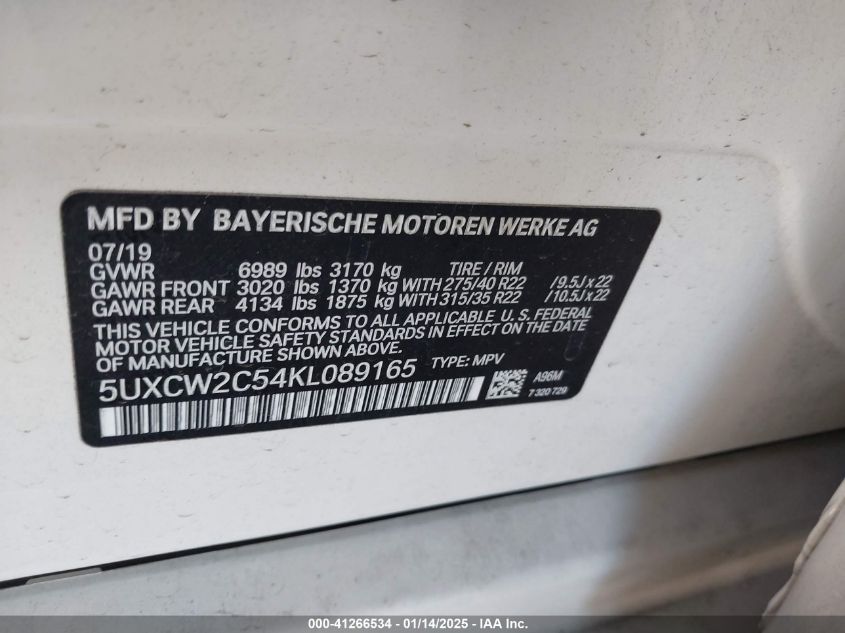 MFD BY BAYERISCHE MOTOREN WERKE AG
07/19
GVWR 6989 lbs 3170 kg TIRE / RIM
GAWR FRONT 3020 lbs 1370 kg WITH 275/40 R22 / 9.5J x 22
GAWR REAR 4134 lbs 1875 kg WITH 315/35 R22 / 10.5J x 22
THIS VEHICLE CONFORMS TO ALL APPLICABLE U.S. FEDERAL
MOTOR VEHICLE SAFETY STANDARDS IN EFFECT ON THE DATE
OF MANUFACTURE SHOWN ABOVE.
5UXCW2C54KL089165 TYPE: MPV
A96M
7 320 729
000-41266534 - 01/14/2025 - IAA Inc.